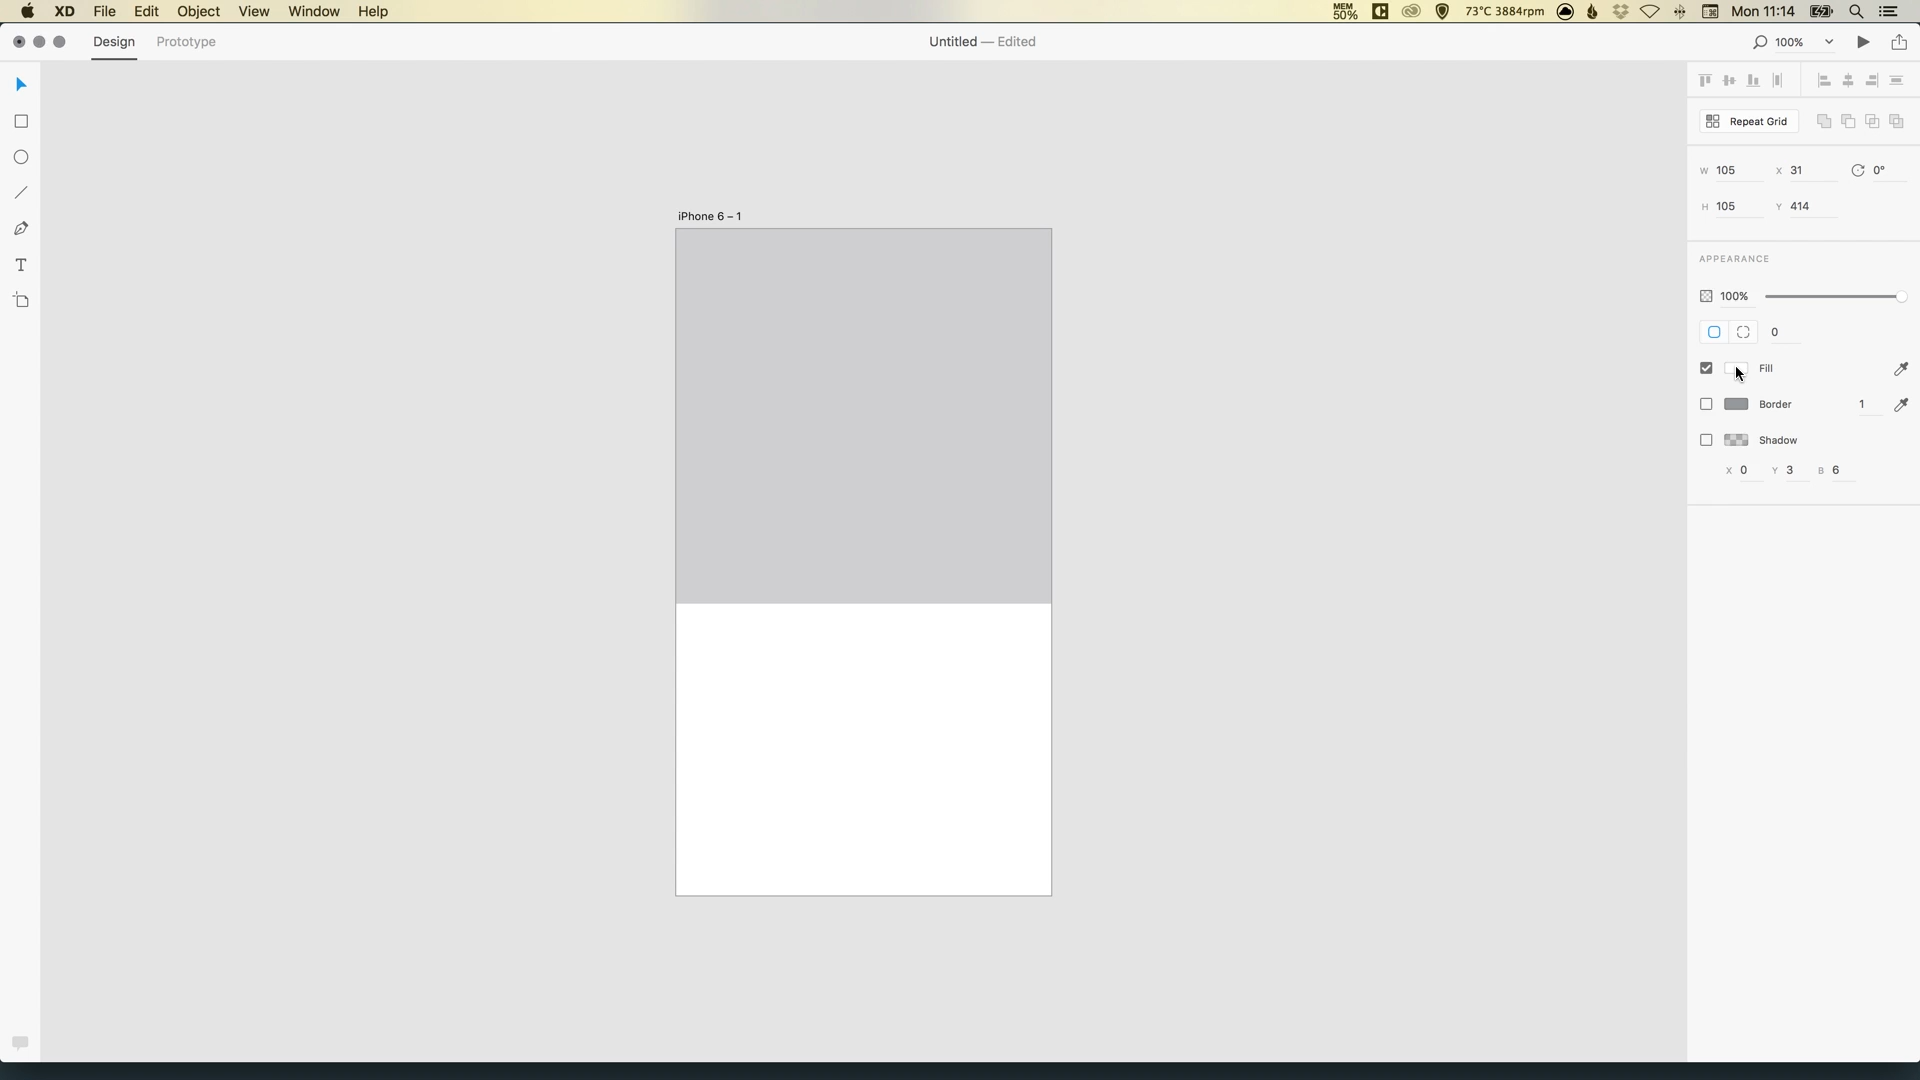 XD File Edit Object View Window Help MEM 50% 73°C 3884rpm Mon 11:14
Design Prototype Untitled — Edited 100%
Repeat Grid
W 105 X 31 0°
H 105 Y 414
iPhone 6 – 1
APPEARANCE
100%
0
Fill
Border 1
Shadow
X 0 Y 3 B 6